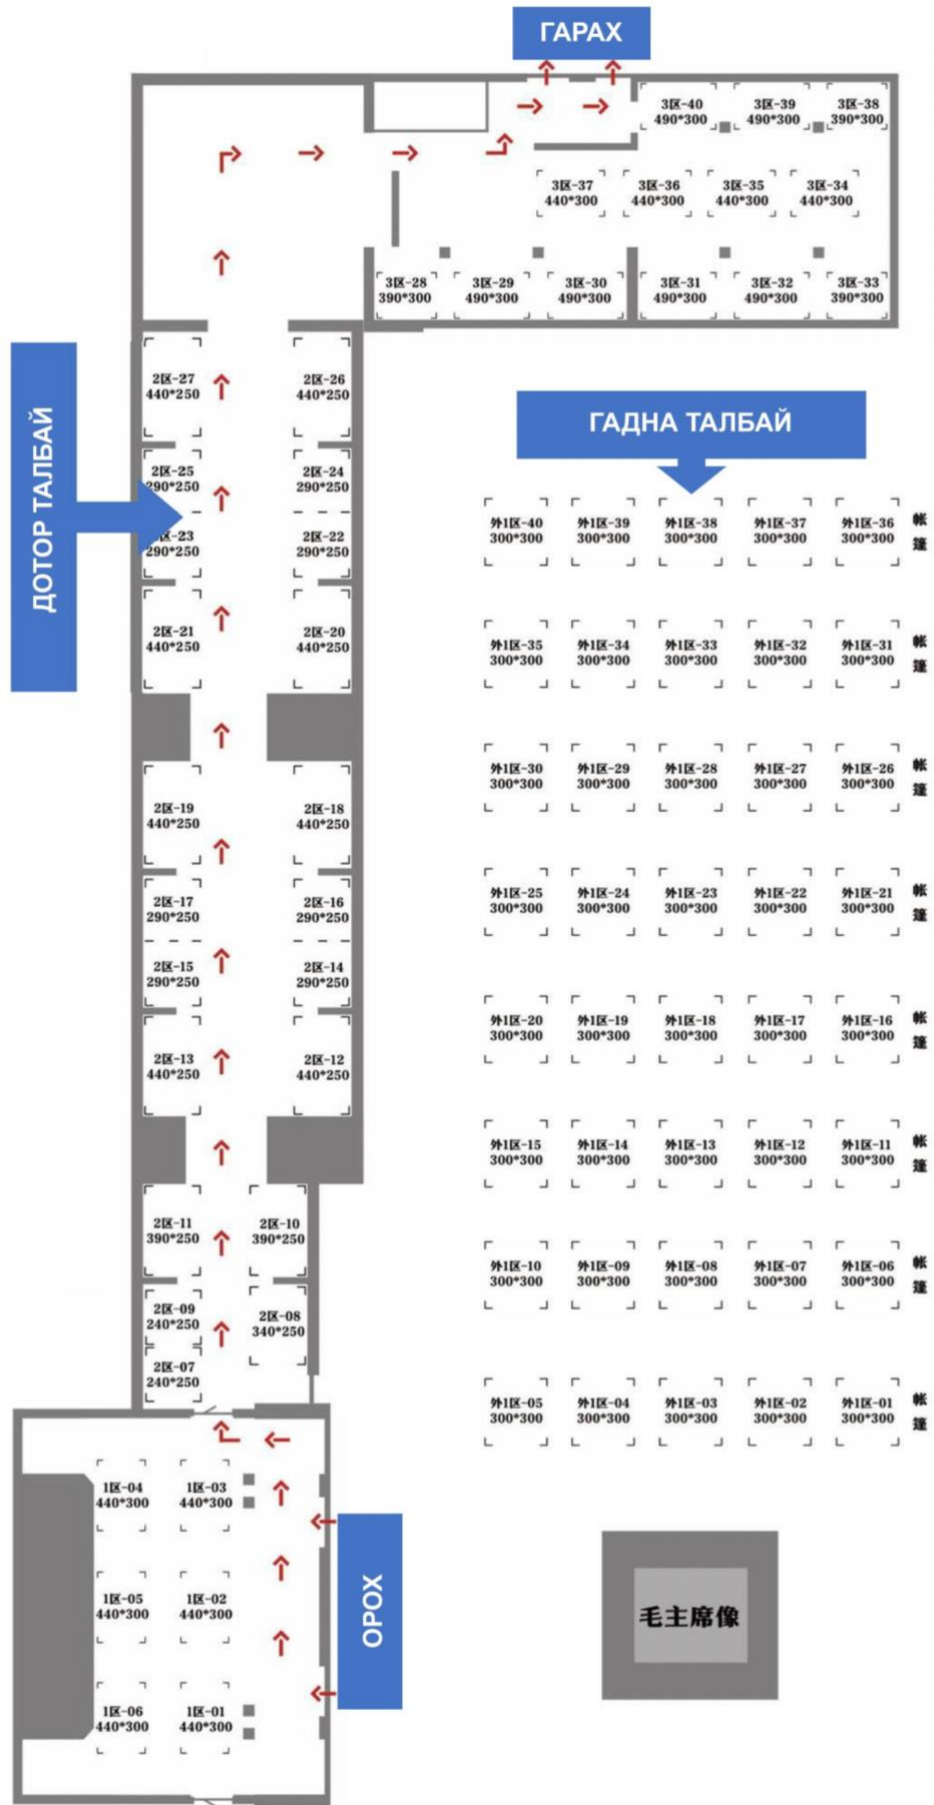 ГАРАХ
3区-40
490*300
3区-39
490*300
3区-38
390*300
3区-37
440*300
3区-36
440*300
3区-35
440*300
3区-34
440*300
3区-28
390*300
3区-29
490*300
3区-30
490*300
3区-31
490*300
3区-32
490*300
3区-33
390*300
ДОТОР ТАЛБАЙ
2区-27
440*250
2区-26
440*250
2区-25
290*250
2区-24
290*250
区-23
290*250
2区-22
290*250
2区-21
440*250
2区-20
440*250
2区-19
440*250
2区-18
440*250
2区-17
290*250
2区-16
290*250
2区-15
290*250
2区-14
290*250
2区-13
440*250
2区-12
440*250
2区-11
390*250
2区-10
390*250
2区-09
240*250
2区-08
340*250
2区-07
240*250
1区-04
440*300
1区-03
440*300
1区-05
440*300
1区-02
440*300
1区-06
440*300
1区-01
440*300
ОРОХ
ГАДНА ТАЛБАЙ
外1区-40
300*300
外1区-39
300*300
外1区-38
300*300
外1区-37
300*300
外1区-36
300*300
帐
篷
外1区-35
300*300
外1区-34
300*300
外1区-33
300*300
外1区-32
300*300
外1区-31
300*300
帐
篷
外1区-30
300*300
外1区-29
300*300
外1区-28
300*300
外1区-27
300*300
外1区-26
300*300
帐
篷
外1区-25
300*300
外1区-24
300*300
外1区-23
300*300
外1区-22
300*300
外1区-21
300*300
帐
篷
外1区-20
300*300
外1区-19
300*300
外1区-18
300*300
外1区-17
300*300
外1区-16
300*300
帐
篷
外1区-15
300*300
外1区-14
300*300
外1区-13
300*300
外1区-12
300*300
外1区-11
300*300
帐
篷
外1区-10
300*300
外1区-09
300*300
外1区-08
300*300
外1区-07
300*300
外1区-06
300*300
帐
篷
外1区-05
300*300
外1区-04
300*300
外1区-03
300*300
外1区-02
300*300
外1区-01
300*300
帐
篷
毛主席像